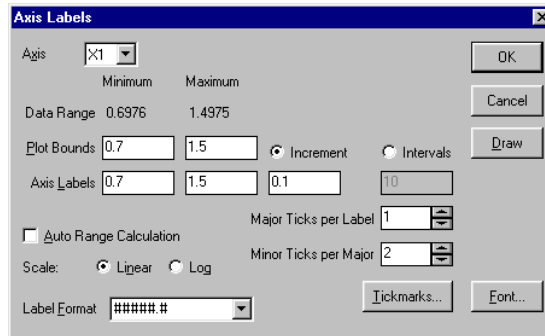 Axis Labels
Axis X1 OK
Minimum Maximum
Data Range 0.6976 1.4975 Cancel
Plot Bounds 0.7 1.5 Increment Intervals Draw
Axis Labels 0.7 1.5 0.1 10
Major Ticks per Label 1
Auto Range Calculation
Minor Ticks per Major 2
Scale: Linear Log
Label Format #####.# Tickmarks... Font...